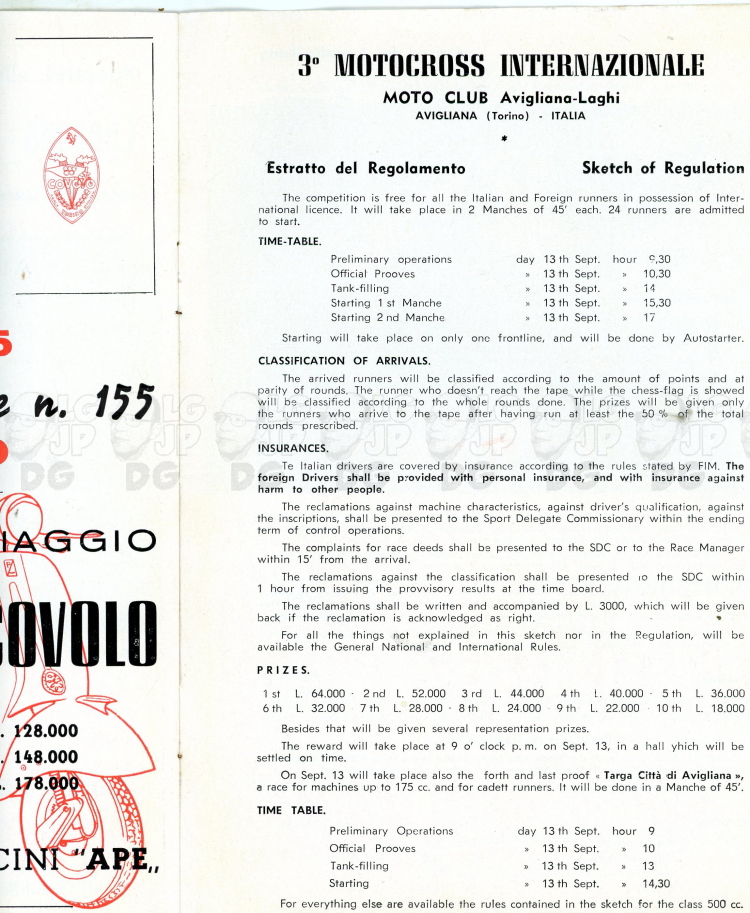 COVO
5
e n. 155
IAGGIO
COVOLO
. 128.000
. 148.000
. 178.000
CINI "APE„
3º MOTOCROSS INTERNAZIONALE
MOTO CLUB Avigliana-Laghi
AVIGLIANA (Torino) - ITALIA
*
Estratto del Regolamento Sketch of Regulation
The competition is free for all the Italian and Foreign runners in possession of Inter-
national licence. It will take place in 2 Manches of 45' each. 24 runners are admitted
to start.
TIME-TABLE.
Preliminary operations day 13 th Sept. hour 9,30
Official Prooves » 13 th Sept. » 10,30
Tank-filling » 13 th Sept. » 14
Starting 1 st Manche » 13 th Sept. » 15,30
Starting 2 nd Manche » 13 th Sept. » 17
Starting will take place on only one frontline, and will be done by Autostarter.
CLASSIFICATION OF ARRIVALS.
The arrived runners will be classified according to the amount of points and at
parity of rounds. The runner who doesn't reach the tape while the chess-flag is showed
will be classified according to the whole rounds done. The prizes will be given only
the runners who arrive to the tape after having run at least the 50 % of the total
rounds prescribed.
INSURANCES.
Te Italian drivers are covered by insurance according to the rules stated by FIM. The
foreign Drivers shall be provided with personal insurance, and with insurance against
harm to other people.
The reclamations against machine characteristics, against driver's qualification, against
the inscriptions, shall be presented to the Sport Delegate Commissionary within the ending
term of control operations.
The complaints for race deeds shall be presented to the SDC or to the Race Manager
within 15' from the arrival.
The reclamations against the classification shall be presented to the SDC within
1 hour from issuing the provvisory results at the time board.
The reclamations shall be written and accompanied by L. 3000, which will be given
back if the reclamation is acknowledged as right.
For all the things not explained in this sketch nor in the Regulation, will be
available the General National and International Rules.
PRIZES.
1 st L. 64.000 - 2 nd L. 52.000 3 rd L. 44.000 4 th L. 40.000 - 5 th L. 36.000
6 th L. 32.000 - 7 th L. 28.000 - 8 th L. 24.000 - 9 th L. 22.000 - 10 th L. 18.000
Besides that will be given several representation prizes.
The reward will take place at 9 o' clock p. m. on Sept. 13, in a hall yhich will be
settled on time.
On Sept. 13 will take place also the forth and last proof « Targa Città di Avigliana »,
a race for machines up to 175 cc. and for cadett runners. It will be done in a Manche of 45'.
TIME TABLE.
Preliminary Operations day 13 th Sept. hour 9
Official Prooves » 13 th Sept. » 10
Tank-filling » 13 th Sept. » 13
Starting » 13 th Sept. » 14,30
For everything else are available the rules contained in the sketch for the class 500 cc.